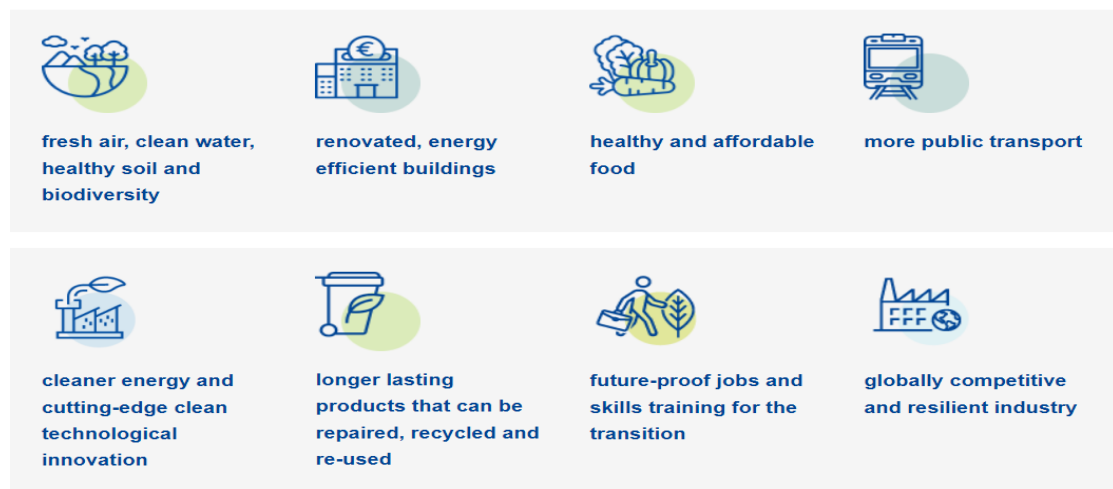 fresh air, clean water,
healthy soil and
biodiversity
renovated, energy
efficient buildings
healthy and affordable
food
more public transport
cleaner energy and
cutting-edge clean
technological
innovation
longer lasting
products that can be
repaired, recycled and
re-used
future-proof jobs and
skills training for the
transition
globally competitive
and resilient industry